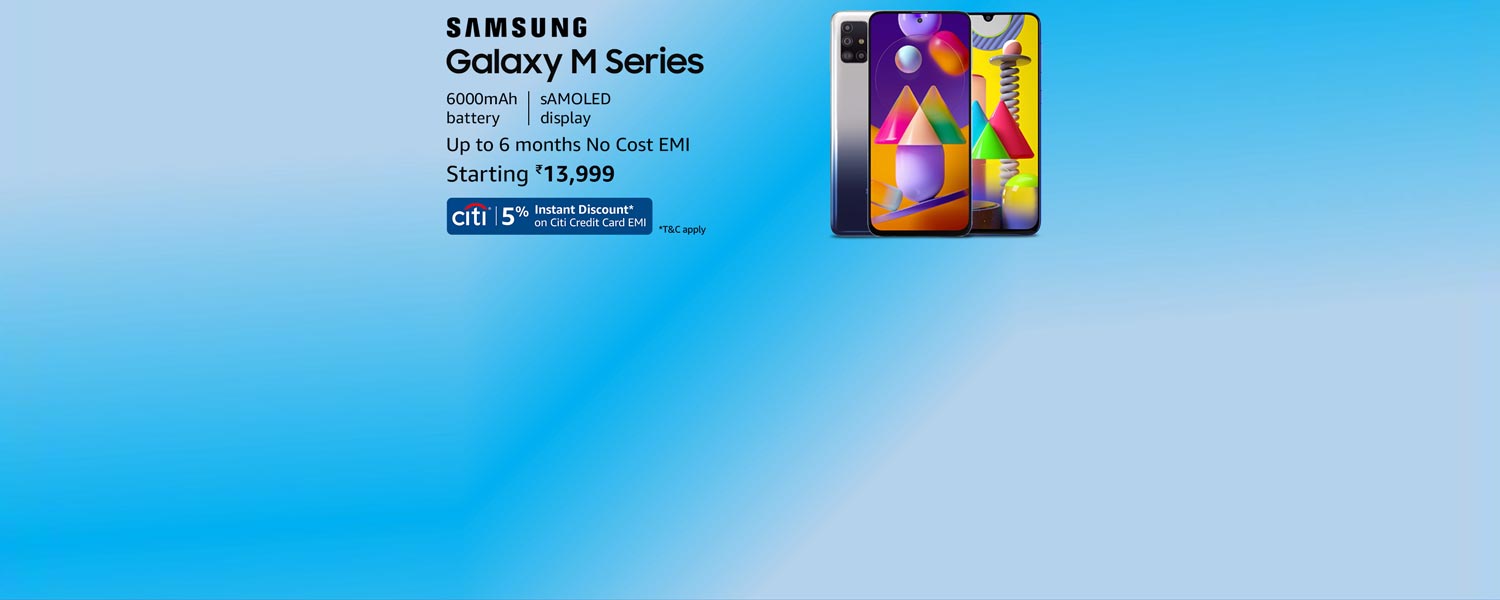 SAMSUNG
Galaxy M Series
6000mAh
battery
sAMOLED
display
Up to 6 months No Cost EMI
Starting ₹13,999
citi
5%
Instant Discount*
on Citi Credit Card EMI
*T&C apply